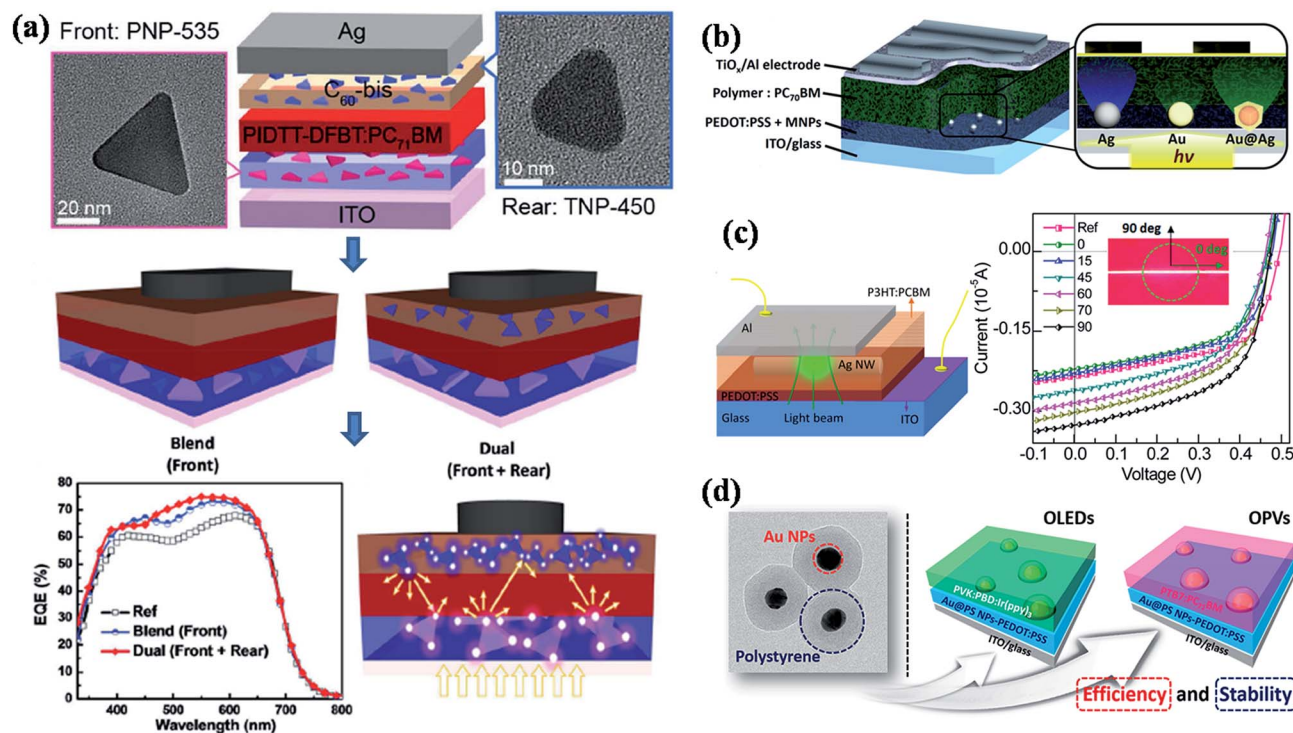 (a) Front: PNP-535
20 nm
Ag
C60-bis
PIDTT-DFBT:PC71BM
ITO
10 nm
Rear: TNP-450
Blend
(Front)
Dual
(Front + Rear)
EQE (%)
80
70
60
50
40
30
20
10
0
Ref
Blend (Front)
Dual (Front + Rear)
400 500 600 700 800
Wavelength (nm)
(b)
TiOx/Al electrode
Polymer : PC70BM
PEDOT:PSS + MNPs
ITO/glass
Ag Au Au@Ag
hv
(c)
P3HT:PCBM
Al
Ag NW
PEDOT:PSS
Glass
Light beam
ITO
Current (10-5A)
0.00
-0.15
-0.30
Ref
0
15
45
60
70
90
90 deg
0 deg
-0.1 0.0 0.1 0.2 0.3 0.4 0.5
Voltage (V)
(d)
Au NPs
Polystyrene
OLEDs
PVK:PBD:Ir(ppy)3
Au@PS NPs-PEDOT:PSS
ITO/glass
OPVs
PTB7:PC71BM
Au@PS NPs-PEDOT:PSS
ITO/glass
Efficiency and Stability